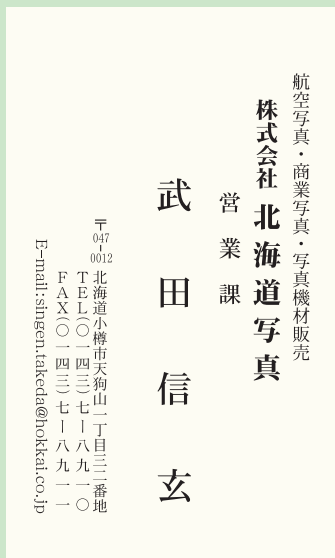 航空写真・商業写真・写真機材販売
株式会社 北海道写真
営業課
武田信玄
〒047-0012
北海道小樽市天狗山一丁目三二番地
TEL(〇一四三)七ー八九一〇
FAX(〇一四三)七ー八九一一
E-mail:singen.takeda@hokkai.co.jp